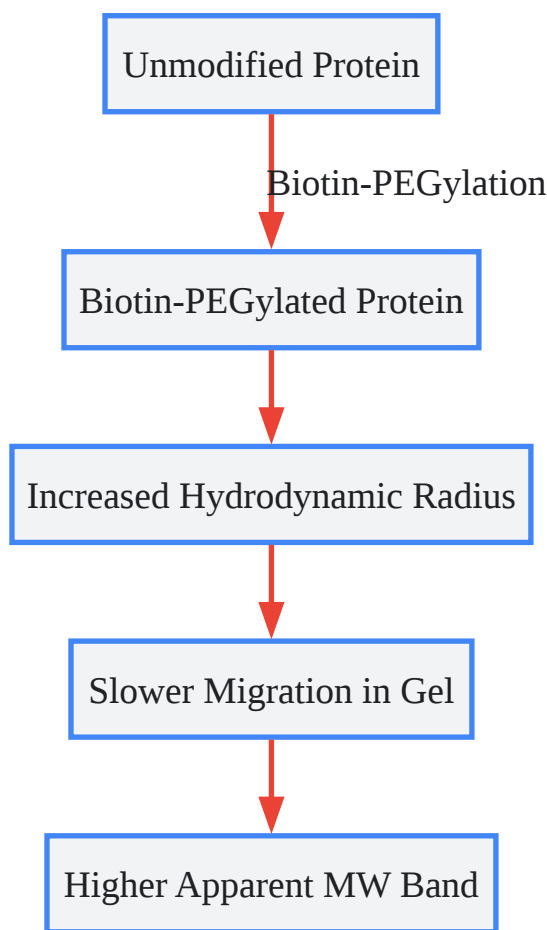 Unmodified Protein
Biotin-PEGylation
Biotin-PEGylated Protein
Increased Hydrodynamic Radius
Slower Migration in Gel
Higher Apparent MW Band